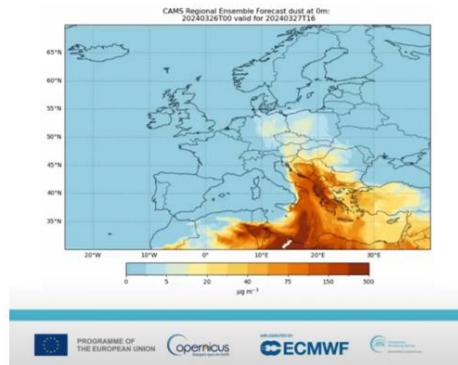 CAMS Regional Ensemble Forecast dust at 0m:
20240326T00 valid for 20240327T16
65°N
60°N
55°N
50°N
45°N
40°N
35°N
20°W
10°W
0°
10°E
20°E
30°E
0
5
20
40
75
150
500
µg m⁻³
PROGRAMME OF
THE EUROPEAN UNION
opernicus
IMPLEMENTED BY
ECMWF